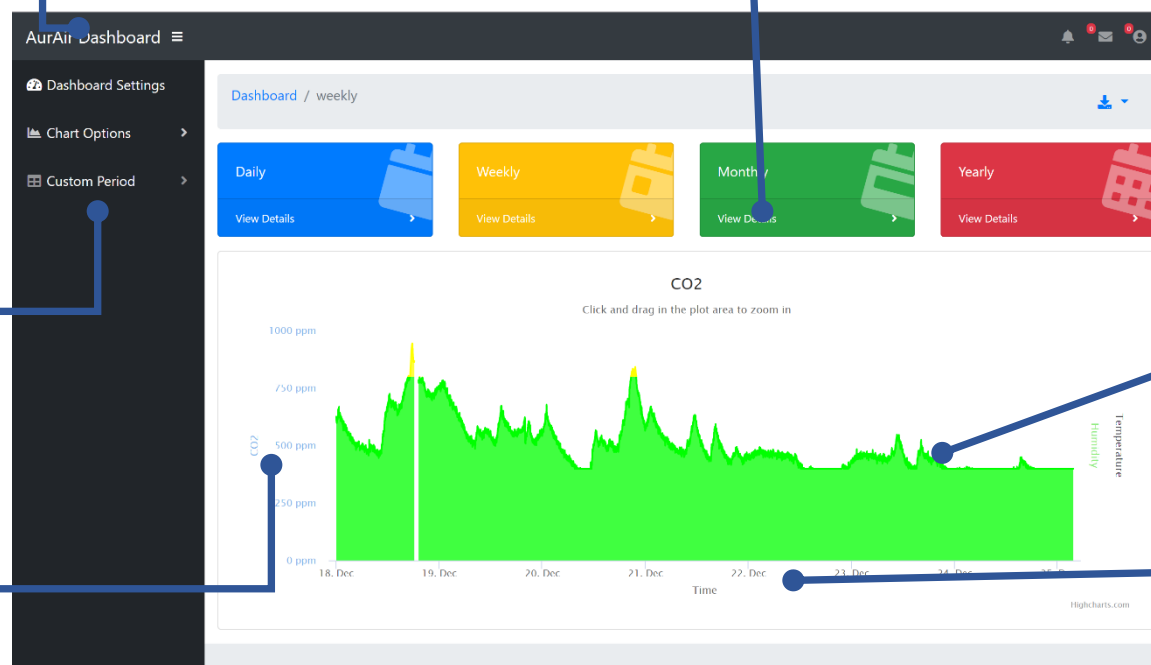 AurAir Dashboard
0
0
Dashboard Settings
Chart Options
Custom Period
Dashboard / weekly
Daily
View Details
Weekly
View Details
Monthly
View Details
Yearly
View Details
CO2
Click and drag in the plot area to zoom in
1000 ppm
750 ppm
500 ppm
250 ppm
0 ppm
CO2
Humidity
Temperature
18. Dec
19. Dec
20. Dec
21. Dec
22. Dec
23. Dec
24. Dec
Time
Highcharts.com